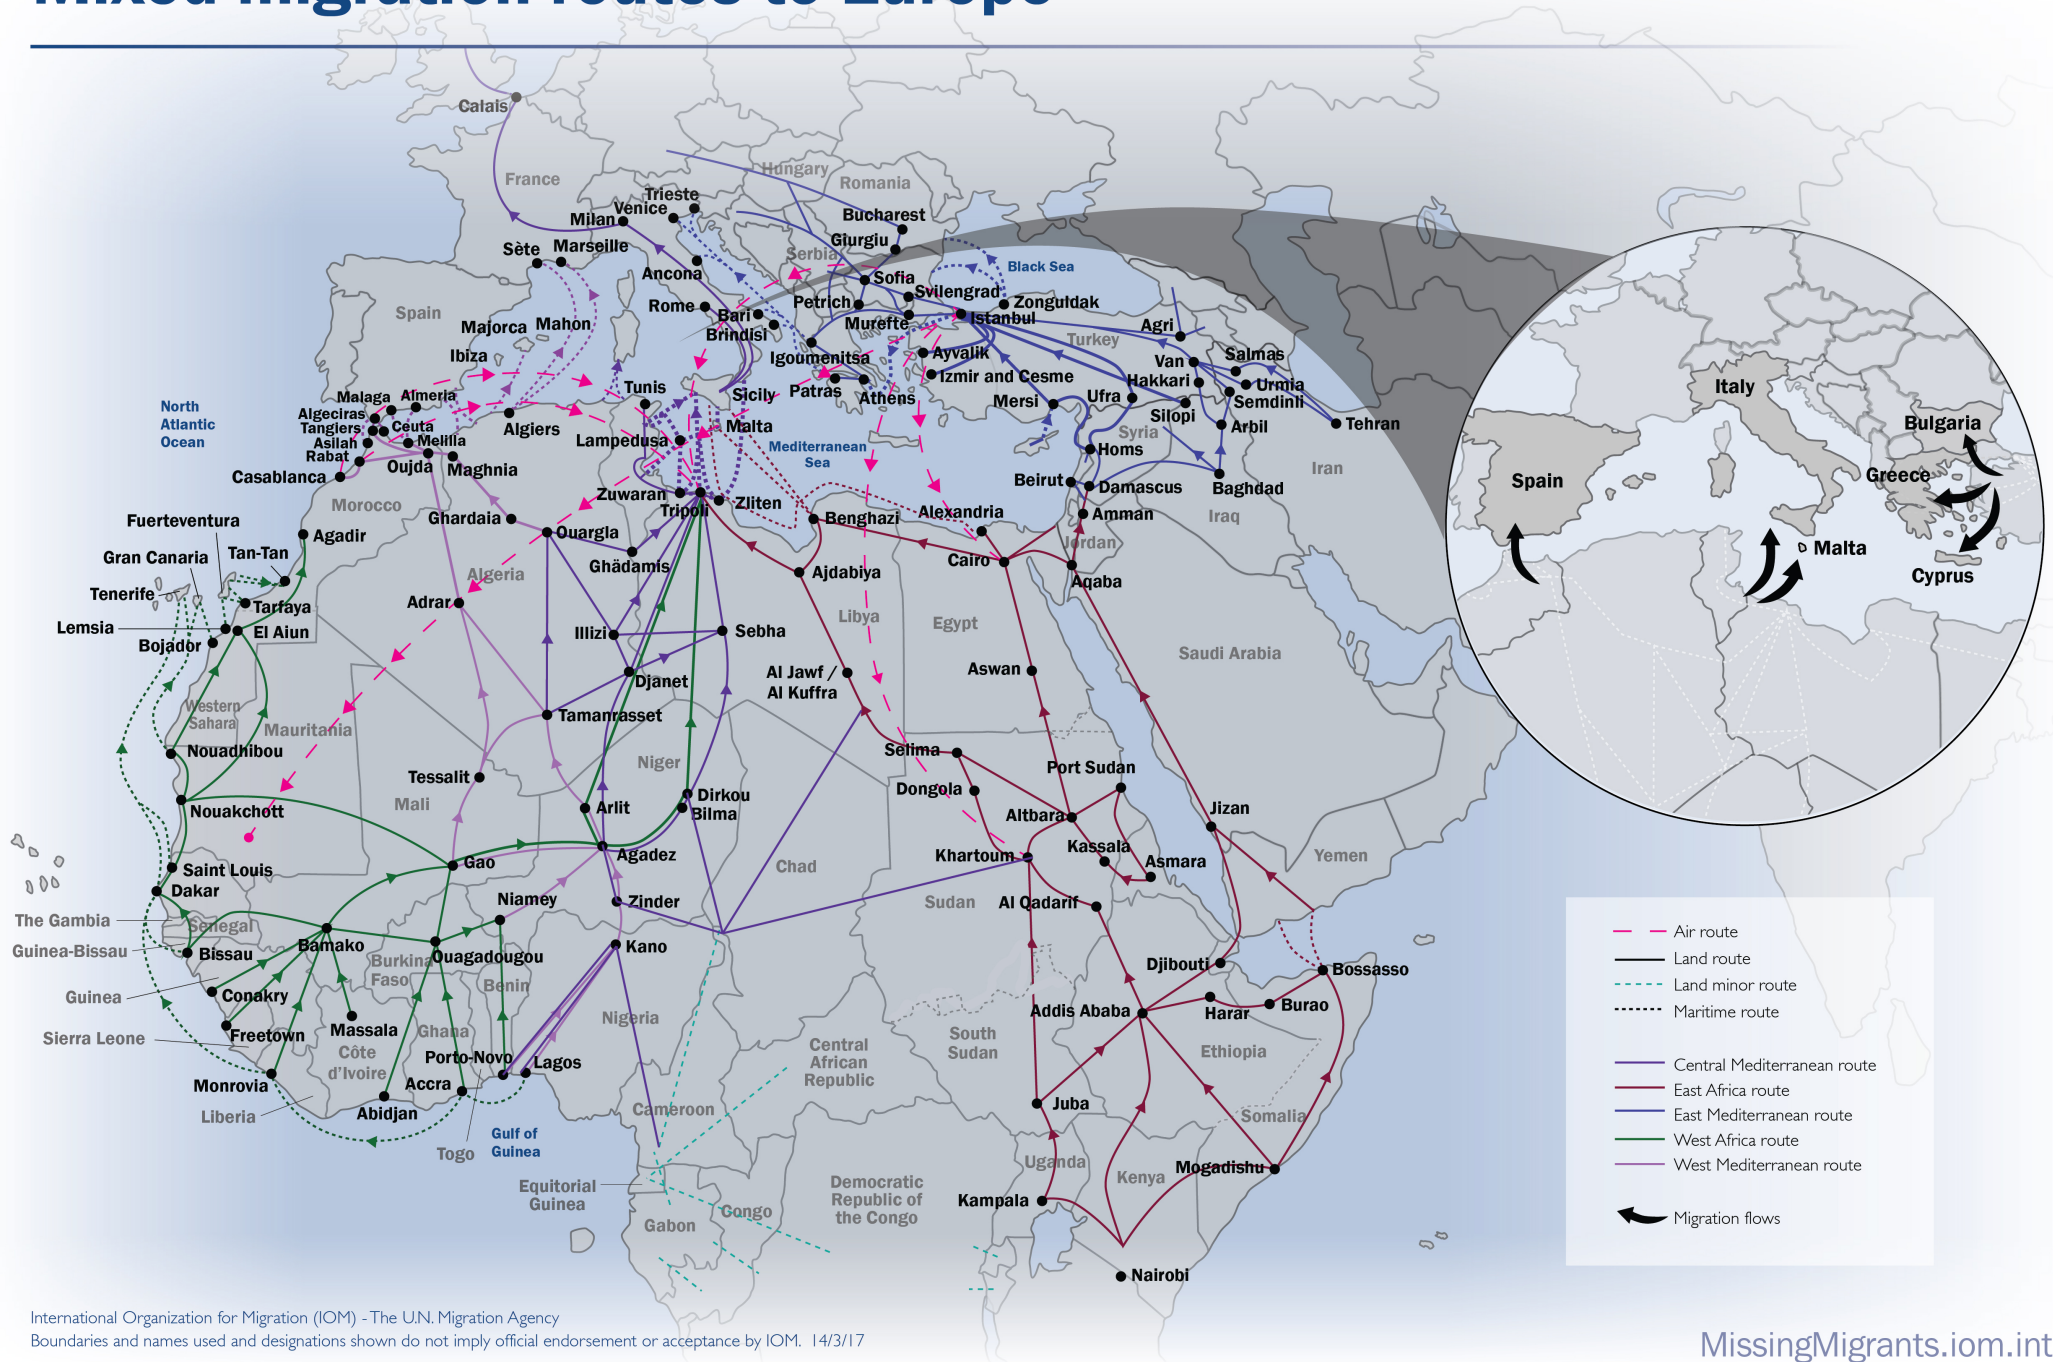 Mixed migration routes to Europe
Calais
France
Hungary
Romania
Trieste
Venice
Milan
Bucharest
Giurgiu
Sète
Marseille
Serbia
Black Sea
Ancona
Sofia
Svilengrad
Petrich
Zonguldak
Rome
Bari
Murefte
Istanbul
Brindisi
Spain
Majorca
Mahon
Agri
Turkey
Igoumenitsa
Ayvalik
Van
Salmas
Ibiza
Izmir and Cesme
Hakkari
Urmia
Tunis
Patras
Athens
Mersi
Ufra
Semdinli
Sicily
Silopi
Malaga
Almeria
Algeciras
Tangiers
Ceuta
Asilah
Melilla
Rabat
Oujda
Maghnia
Casablanca
Algiers
North
Atlantic
Ocean
Malta
Lampedusa
Mediterranean
Sea
Syria
Arbil
Tehran
Homs
Iran
Beirut
Damascus
Baghdad
Morocco
Zuwaran
Tripoli
Zliten
Benghazi
Alexandria
Amman
Iraq
Ghardaia
Ouargla
Jordan
Fuerteventura
Agadir
Gran Canaria
Tan-Tan
Tenerife
Tarfaya
Lemsia
El Aiun
Bojador
Ghädamis
Algeria
Ajdabiya
Cairo
Aqaba
Adrar
Libya
Egypt
Illizi
Sebha
Saudi Arabia
Djanet
Al Jawf /
Al Kuffra
Aswan
Western
Sahara
Mauritania
Tamanrasset
Nouadhibou
Niger
Selima
Port Sudan
Tessalit
Dongola
Mali
Nouakchott
Arlit
Dirkou
Bilma
Altbara
Jizan
Agadez
Khartoum
Kassala
Asmara
Yemen
Gao
Chad
Saint Louis
Dakar
Niamey
Zinder
Sudan
Al Qadarif
The Gambia
Senegal
Guinea-Bissau
Bissau
Bamako
Burkina
Faso
Ouagadougou
Kano
Guinea
Conakry
Benin
Djibouti
Bossasso
Sierra Leone
Freetown
Massala
Ghana
Nigeria
Addis Ababa
Harar
Burao
Côte
d’Ivoire
Porto-Novo
Lagos
Central
African
Republic
South
Sudan
Ethiopia
Monrovia
Accra
Liberia
Abidjan
Cameroon
Juba
Somalia
Togo
Gulf of
Guinea
Equitorial
Guinea
Gabon
Congo
Democratic
Republic of
the Congo
Uganda
Kenya
Mogadishu
Kampala
Nairobi
Italy
Bulgaria
Spain
Greece
Malta
Cyprus
Air route
Land route
Land minor route
Maritime route
Central Mediterranean route
East Africa route
East Mediterranean route
West Africa route
West Mediterranean route
Migration flows
International Organization for Migration (IOM) - The U.N. Migration Agency
Boundaries and names used and designations shown do not imply official endorsement or acceptance by IOM. 14/3/17
MissingMigrants.iom.int